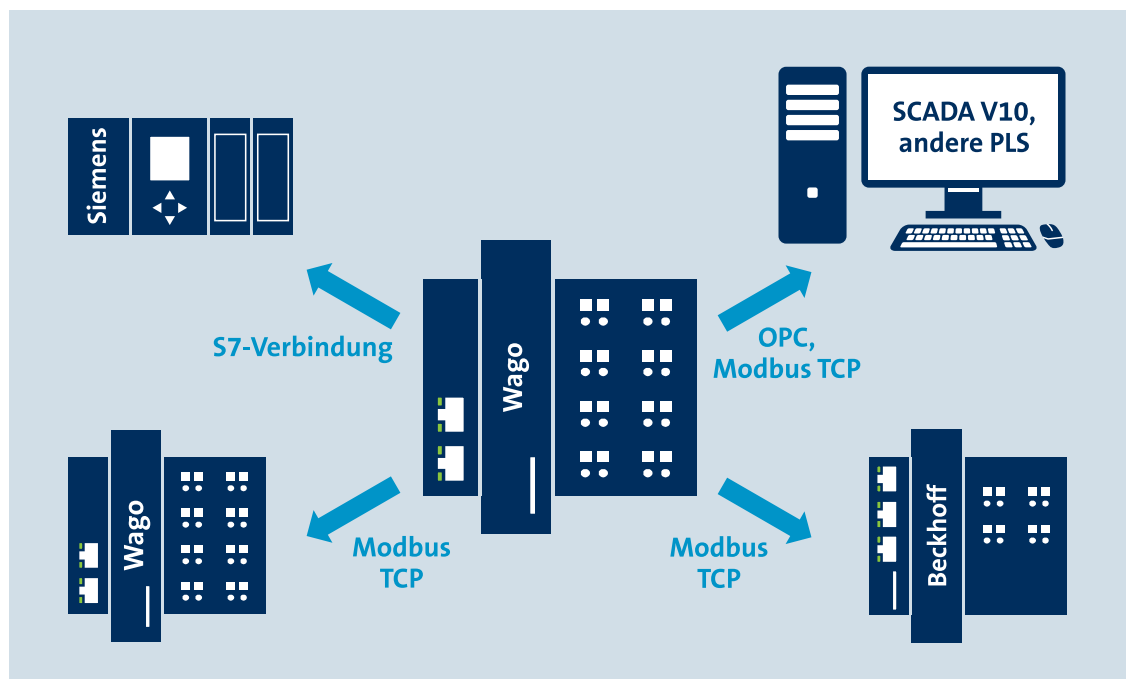 SCADA V10,
andere PLS
Siemens
S7-Verbindung
Wago
OPC,
Modbus TCP
Wago
Modbus
TCP
Modbus
TCP
Beckhoff